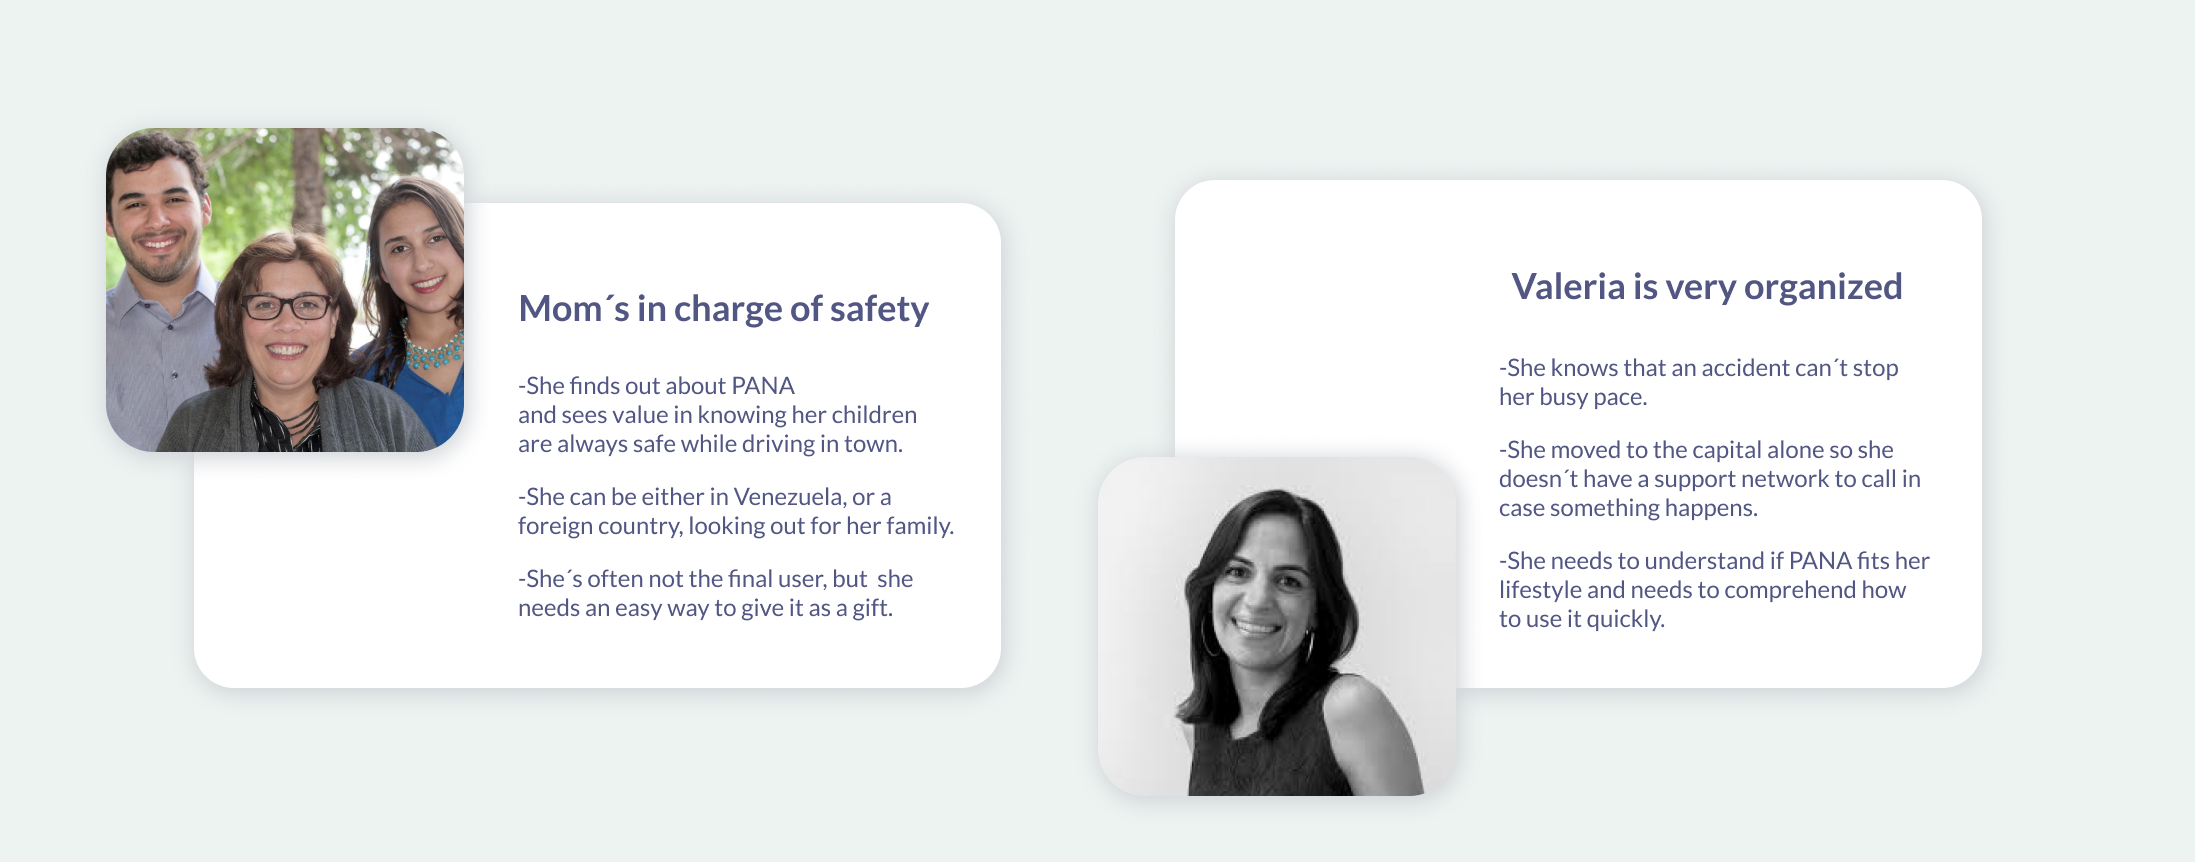 Mom´s in charge of safety
-She finds out about PANA
and sees value in knowing her children
are always safe while driving in town.
-She can be either in Venezuela, or a
foreign country, looking out for her family.
-She´s often not the final user, but  she
needs an easy way to give it as a gift.
Valeria is very organized
-She knows that an accident can´t stop
her busy pace.
-She moved to the capital alone so she
doesn´t have a support network to call in
case something happens.
-She needs to understand if PANA fits her
lifestyle and needs to comprehend how
to use it quickly.